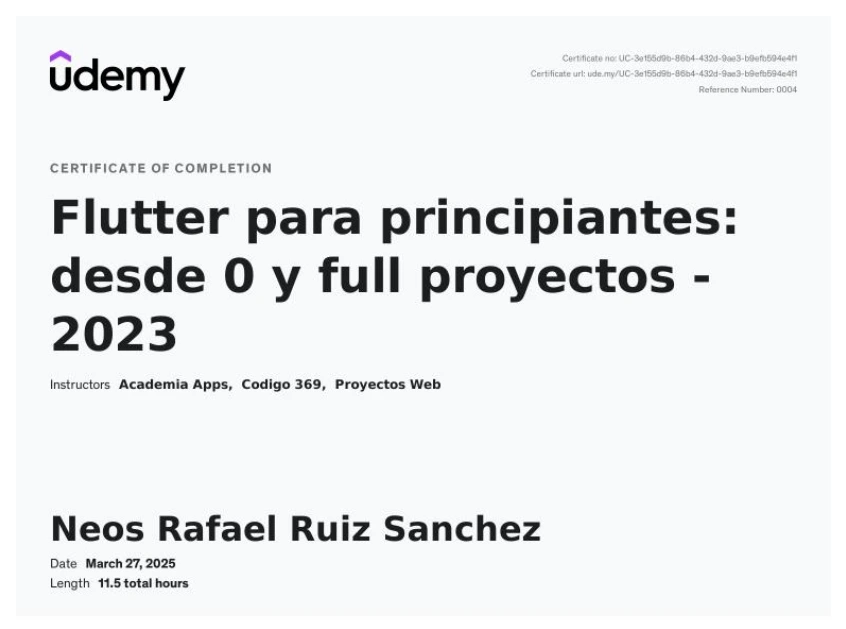 udemy
Certificate no: UC-3e155d9b-86b4-432d-9ae3-b9efb594e4f1
Certificate url: ude.my/UC-3e155d9b-86b4-432d-9ae3-b9efb594e4f1
Reference Number: 0004
CERTIFICATE OF COMPLETION
Flutter para principiantes:
desde 0 y full proyectos -
2023
Instructors Academia Apps, Codigo 369, Proyectos Web
Neos Rafael Ruiz Sanchez
Date March 27, 2025
Length 11.5 total hours